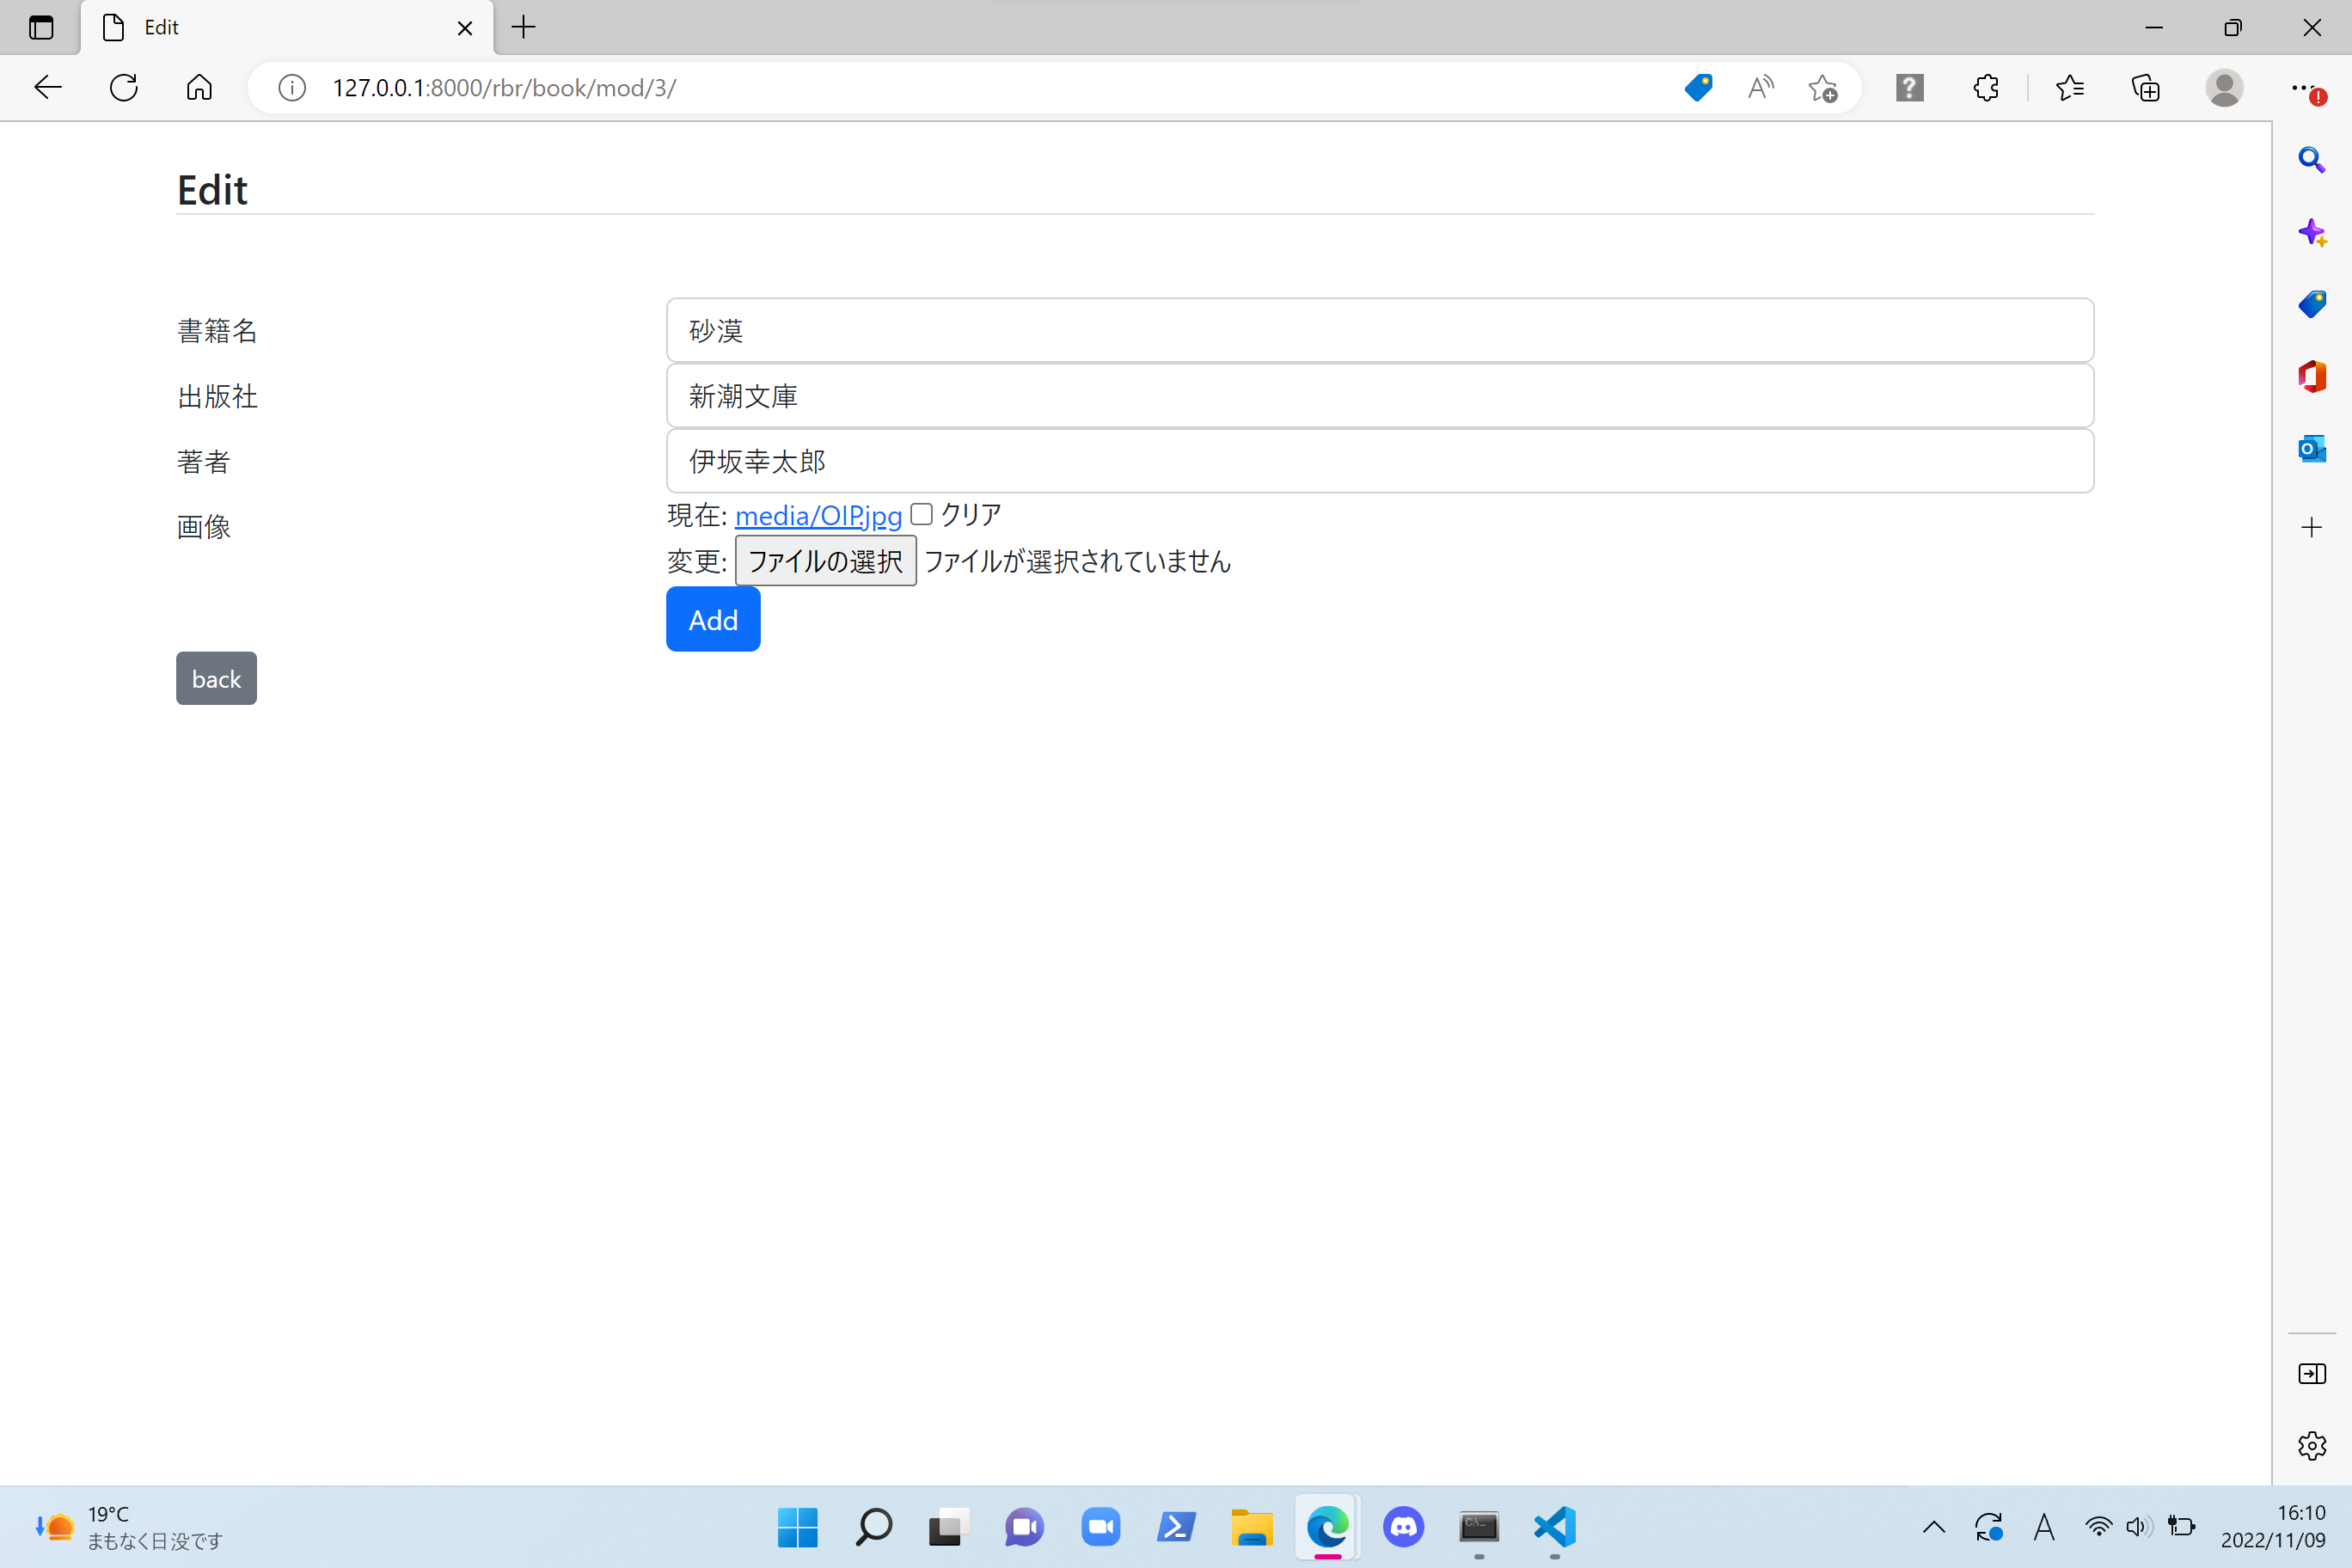 Edit
127.0.0.1:8000/rbr/book/mod/3/
Edit
書籍名
砂漠
出版社
新潮文庫
著者
伊坂幸太郎
画像
現在: media/OIP.jpg クリア
変更: ファイルの選択 ファイルが選択されていません
Add
back
19°C
まもなく日没です
A
16:10
2022/11/09